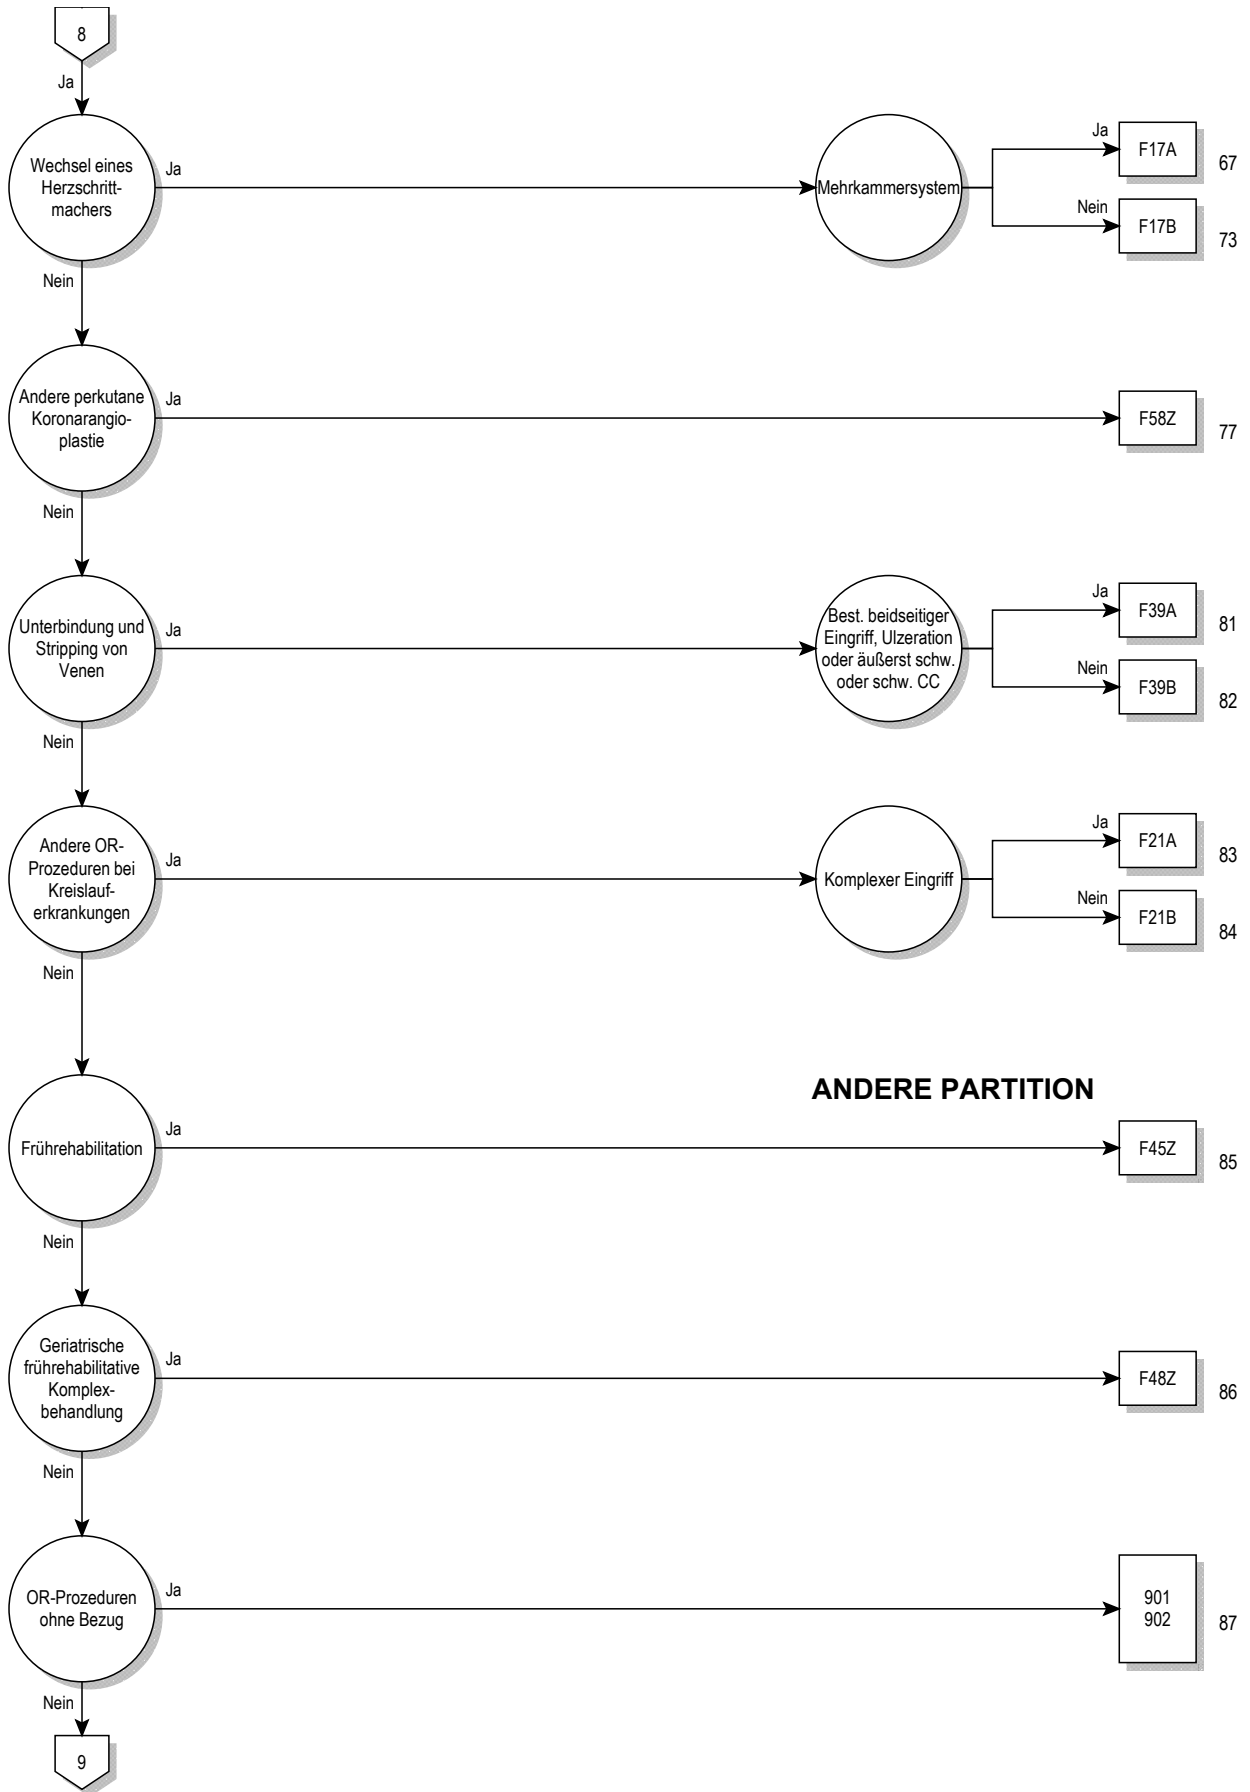 8
Ja
Wechsel eines
Herzschritt-
machers
Ja
Mehrkammersystem
Ja
F17A
67
Nein
F17B
73
Nein
Andere perkutane
Koronarangio-
plastie
Ja
F58Z
77
Nein
Unterbindung und
Stripping von
Venen
Ja
Best. beidseitiger
Eingriff, Ulzeration
oder äußerst schw.
oder schw. CC
Ja
F39A
81
Nein
F39B
82
Nein
Andere OR-
Prozeduren bei
Kreislauf-
erkrankungen
Ja
Komplexer Eingriff
Ja
F21A
83
Nein
F21B
84
Nein
ANDERE PARTITION
Frührehabilitation
Ja
F45Z
85
Nein
Geriatrische
frührehabilitative
Komplex-
behandlung
Ja
F48Z
86
Nein
OR-Prozeduren
ohne Bezug
Ja
901
902
87
Nein
9